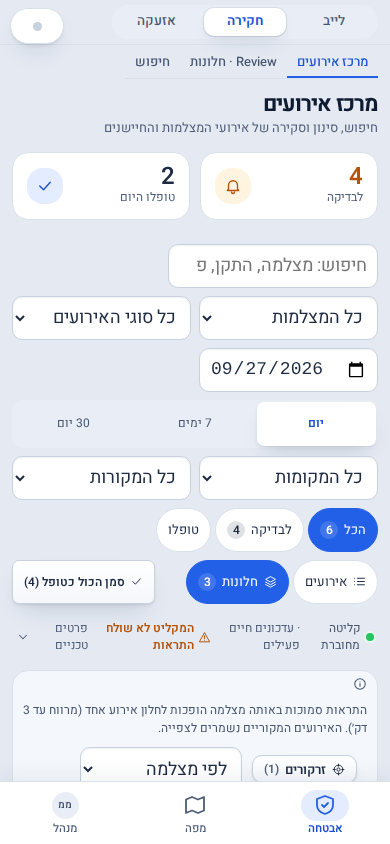 לייב
חקירה
אזעקה
מרכז אירועים
Review · חלונות
חיפוש
מרכז אירועים
חיפוש, סינון וסקירה של אירועי המצלמות והחיישנים
4
לבדיקה
2
טופלו היום
חיפוש: מצלמה, התקן, פ
כל המצלמות
כל סוגי האירועים
09/27/2026
יום
7 ימים
30 יום
כל המקומות
כל המקורות
הכל 6
לבדיקה 4
טופלו
אירועים
חלונות 3
סמן הכול כטופל (4)
קליטה מחוברת
· עדכונים חיים פעילים
המקליט לא שולח התראות
פרטים טכניים
התראות סמוכות באותה מצלמה הופכות לחלון אירוע אחד (מרווח עד 3
דק'). האירועים המקוריים נשמרים לצפייה.
זרקורים (1)
לפי מצלמה
אבטחה
מפה
ממ
מנהל